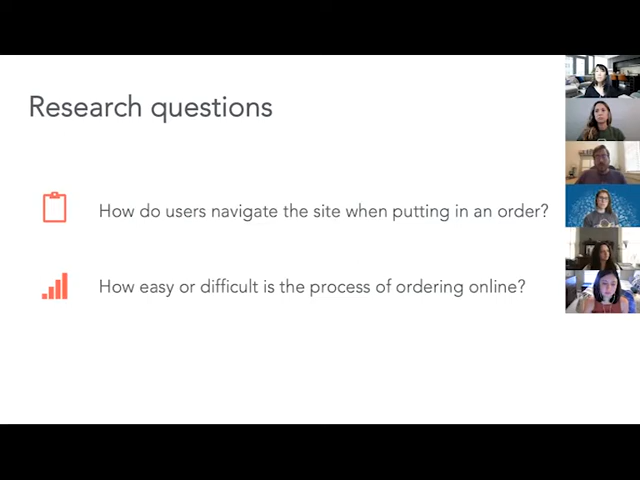 Research questions
How do users navigate the site when putting in an order?
How easy or difficult is the process of ordering online?